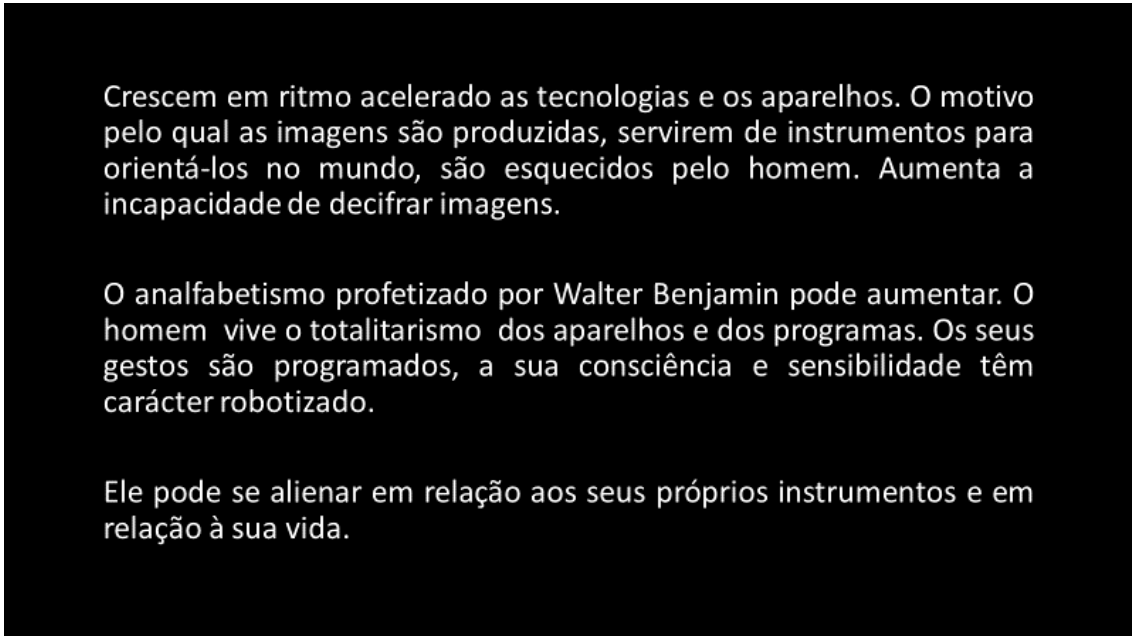 Crescem em ritmo acelerado as tecnologias e os aparelhos. O motivo
pelo qual as imagens são produzidas, servirem de instrumentos para
orientá-los no mundo, são esquecidos pelo homem. Aumenta a
incapacidade de decifrar imagens.
O analfabetismo profetizado por Walter Benjamin pode aumentar. O
homem vive o totalitarismo dos aparelhos e dos programas. Os seus
gestos são programados, a sua consciência e sensibilidade têm
carácter robotizado.
Ele pode se alienar em relação aos seus próprios instrumentos e em
relação à sua vida.